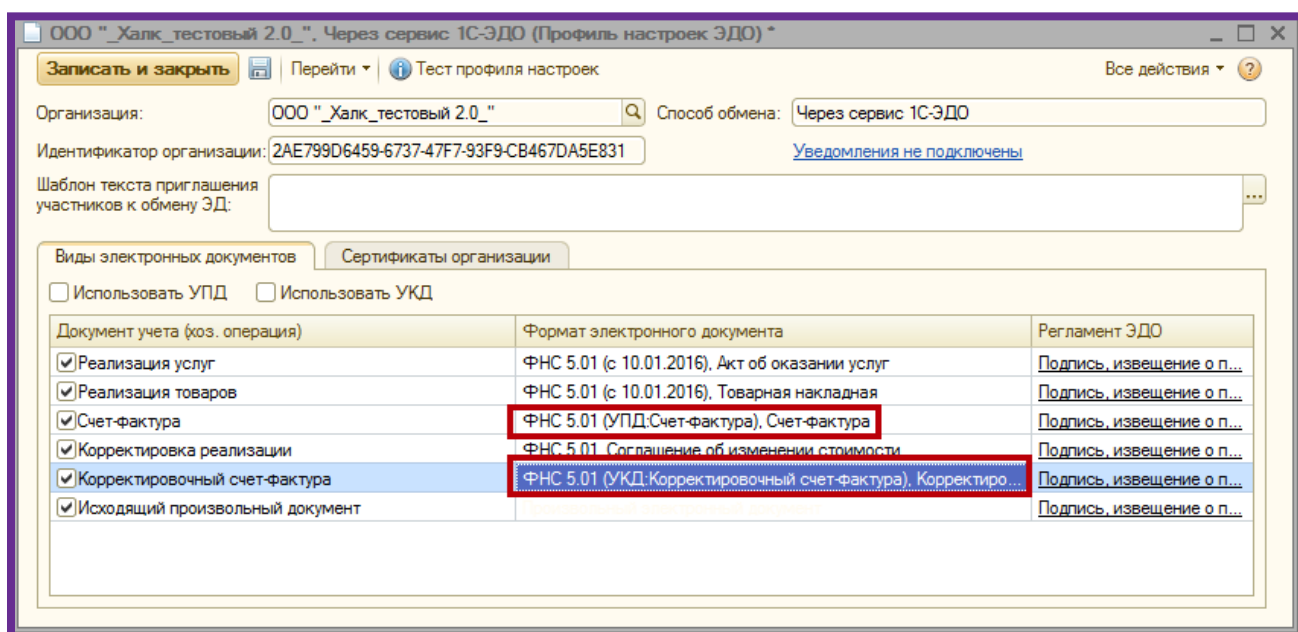 ООО "_Халк_тестовый 2.0_", Через сервис 1С-ЭДО (Профиль настроек ЭДО) *
Записать и закрыть Перейти Тест профиля настроек Все действия ?
Организация: ООО "_Халк_тестовый 2.0_" Способ обмена: Через сервис 1С-ЭДО
Идентификатор организации: 2AE799D6459-6737-47F7-93F9-CB467DA5E831 Уведомления не подключены
Шаблон текста приглашения
участников к обмену ЭД: ...
Виды электронных документов Сертификаты организации
Использовать УПД Использовать УКД
Документ учета (хоз. операция) Формат электронного документа Регламент ЭДО
Реализация услуг ФНС 5.01 (с 10.01.2016), Акт об оказании услуг Подпись, извещение о п...
Реализация товаров ФНС 5.01 (с 10.01.2016), Товарная накладная Подпись, извещение о п...
Счет-фактура ФНС 5.01 (УПД:Счет-фактура), Счет-фактура Подпись, извещение о п...
Корректировка реализации ФНС 5.01, Соглашение об изменении стоимости Подпись, извещение о п...
Корректировочный счет-фактура ФНС 5.01 (УКД:Корректировочный счет-фактура), Корректиро... Подпись, извещение о п...
Исходящий произвольный документ Подпись, извещение о п...